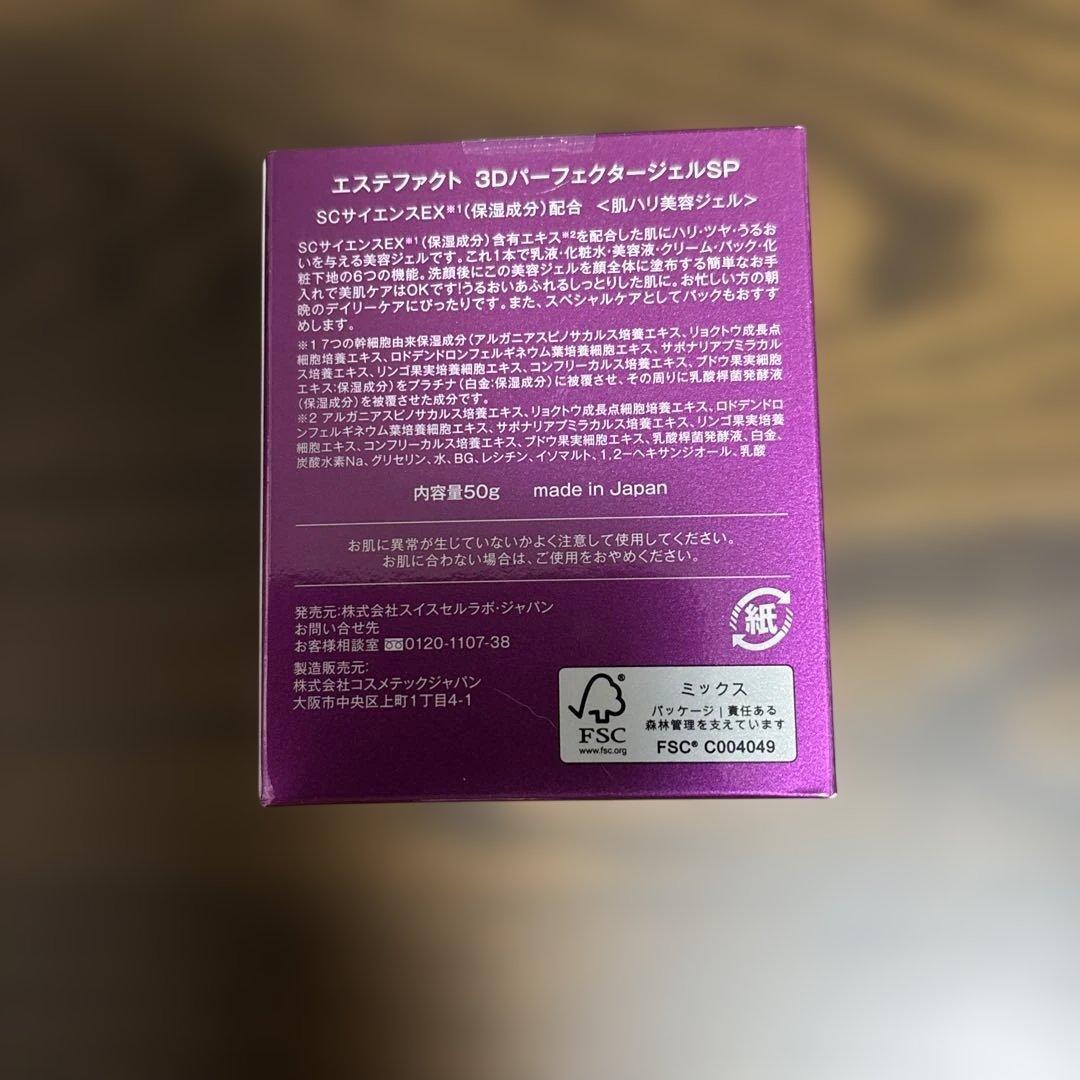 エステファクト 3DパーフェクタージェルSP
SCサイエンスEX※1(保湿成分)配合 <肌ハリ美容ジェル>
SCサイエンスEX※1(保湿成分)含有エキス※2を配合した肌にハリ・ツヤ・うるお
いを与える美容ジェルです。これ1本で乳液・化粧水・美容液・クリーム・パック・化
粧下地の6つの機能。洗顔後にこの美容ジェルを顔全体に塗布する簡単なお手
入れで美肌ケアはOKです!うるおいあふれるしっとりした肌に。お忙しい方の朝
晩のデイリーケアにぴったりです。また、スペシャルケアとしてパックもおすす
めします。
※1 7つの幹細胞由来保湿成分(アルガニアスピノサカルス培養エキス、リョクトウ成長点
細胞培養エキス、ロドデンドロンフェルギネウム葉培養細胞エキス、サポナリアプミラカル
ス培養エキス、リンゴ果実培養細胞エキス、コンフリーカルス培養エキス、ブドウ果実細胞
エキス:保湿成分)をプラチナ(白金:保湿成分)に被覆させ、その周りに乳酸桿菌発酵液
(保湿成分)を被覆させた成分です。
※2 アルガニアスピノサカルス培養エキス、リョクトウ成長点細胞培養エキス、ロドデンドロ
ンフェルギネウム葉培養細胞エキス、サポナリアプミラカルス培養エキス、リンゴ果実培養
細胞エキス、コンフリーカルス培養エキス、ブドウ果実細胞エキス、乳酸桿菌発酵液、白金、
炭酸水素Na、グリセリン、水、BG、レシチン、イソマルト、1,2-ヘキサンジオール、乳酸
内容量50g made in Japan
お肌に異常が生じていないかよく注意して使用してください。
お肌に合わない場合は、ご使用をおやめください。
発売元:株式会社スイスセルラボ・ジャパン
お問い合せ先
お客様相談室 0120-1107-38
製造販売元:
株式会社コスメテックジャパン
大阪市中央区上町1丁目4-1
紙
FSC
www.fsc.org
ミックス
パッケージ|責任ある
森林管理を支えています
FSC® C004049